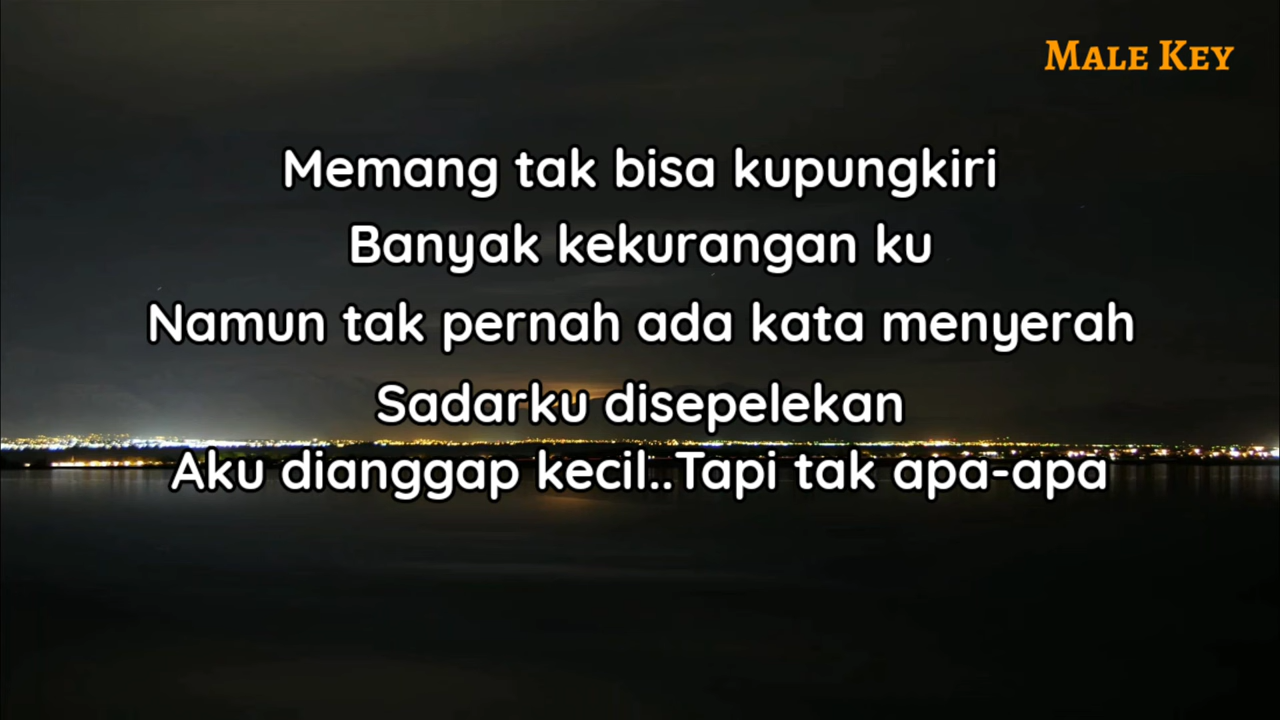 MALE KEY
Memang tak bisa kupungkiri
Banyak kekurangan ku
Namun tak pernah ada kata menyerah
Sadarku disepelekan
Aku dianggap kecil..Tapi tak apa-apa